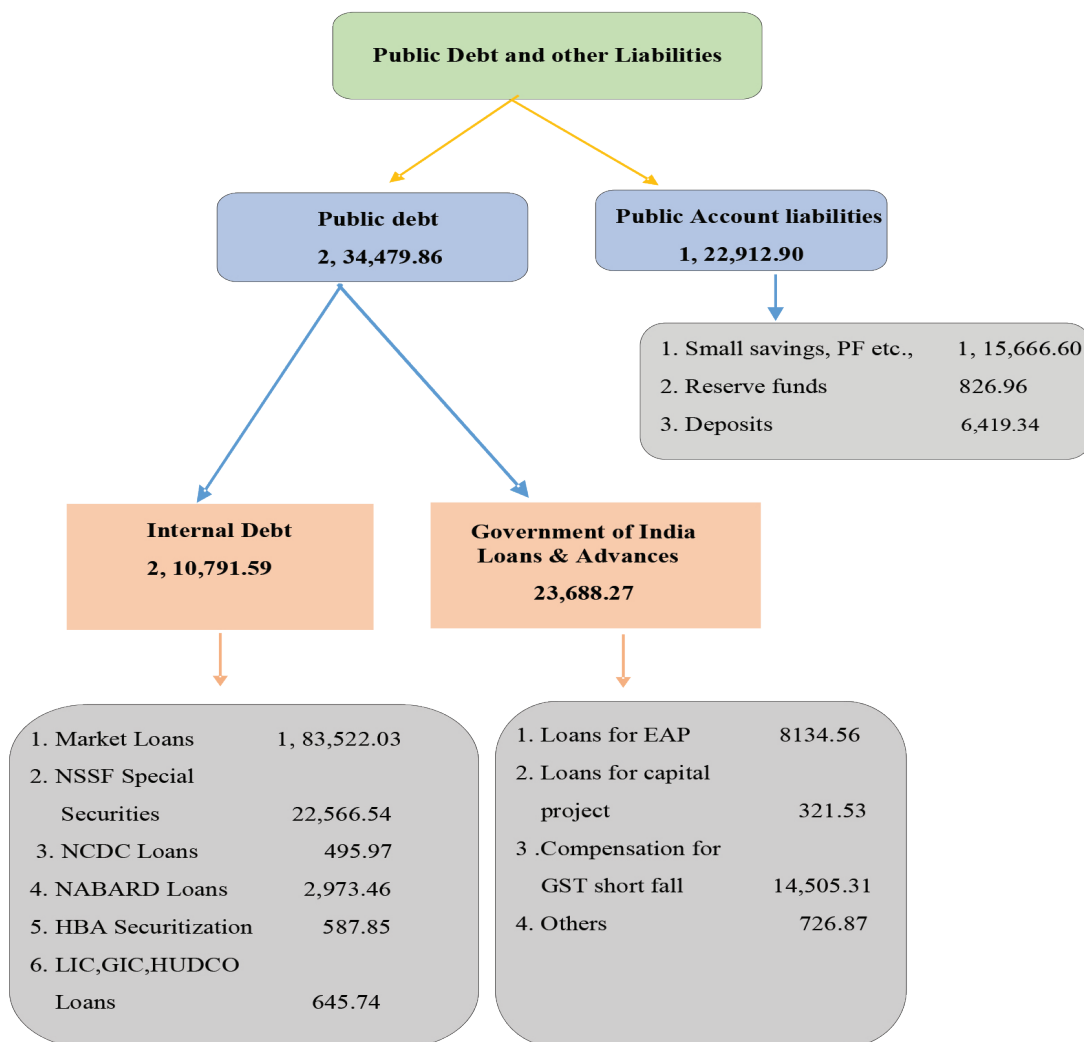 Public Debt and other Liabilities
Public debt
2, 34,479.86
Public Account liabilities
1, 22,912.90
1. Small savings, PF etc., 1, 15,666.60
2. Reserve funds 826.96
3. Deposits 6,419.34
Internal Debt
2, 10,791.59
Government of India
Loans & Advances
23,688.27
1. Market Loans 1, 83,522.03
2. NSSF Special
Securities 22,566.54
3. NCDC Loans 495.97
4. NABARD Loans 2,973.46
5. HBA Securitization 587.85
6. LIC,GIC,HUDCO
Loans 645.74
1. Loans for EAP 8134.56
2. Loans for capital
project 321.53
3 .Compensation for
GST short fall 14,505.31
4. Others 726.87